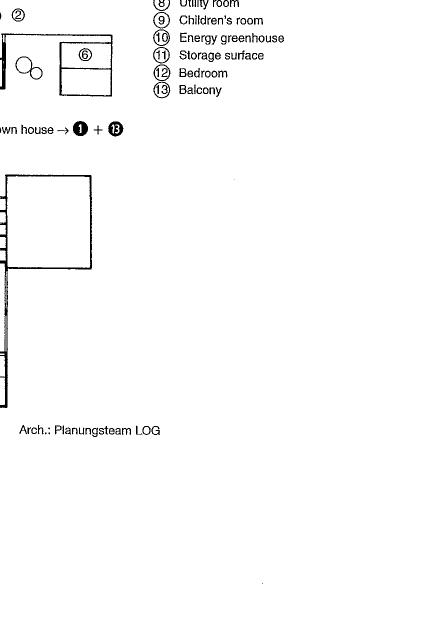 ⑧ Utility room
② ⑨ Children's room
⑩ Energy greenhouse
⑥ ⑪ Storage surface
⑫ Bedroom
⑬ Balcony
own house → ❶ + ⓭
Arch.: Planungsteam LOG